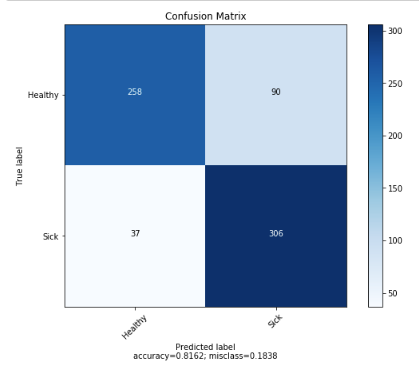 Confusion Matrix
Healthy
258
90
Sick
37
306
True label
Healthy
Sick
Predicted label
accuracy=0.8162; misclass=0.1838
300
250
200
150
100
50